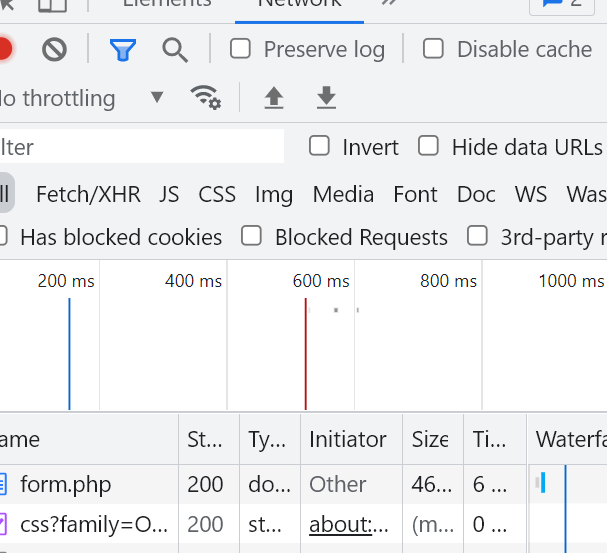 Elements Network » 2
Preserve log Disable cache
No throttling
Filter Invert Hide data URLs
All Fetch/XHR JS CSS Img Media Font Doc WS Was
Has blocked cookies Blocked Requests 3rd-party r
200 ms 400 ms 600 ms 800 ms 1000 ms
ame St... Ty... Initiator Size Ti... Waterfa
form.php 200 do... Other 46... 6 ...
css?family=O... 200 st... about:... (m... 0 ...